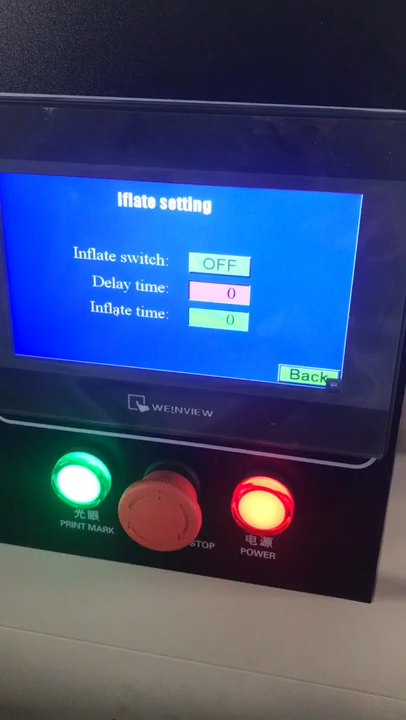 Iflate setting
Inflate switch: OFF
Delay time: 0
Inflate time: 0
Back
WEINVIEW
光眼
PRINT MARK
STOP
电源
POWER